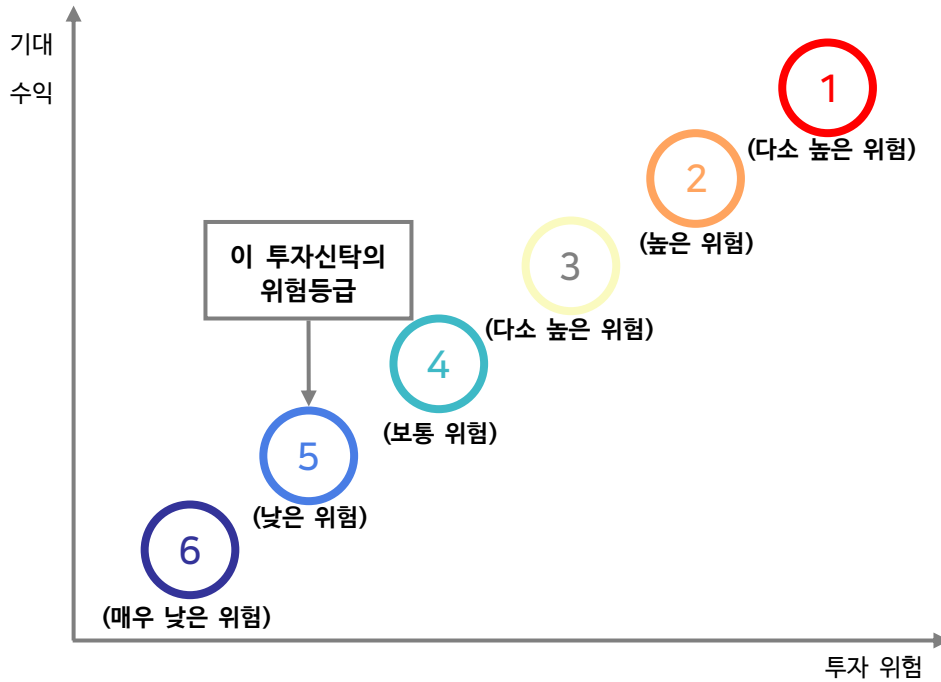 기대
수익
1
(다소 높은 위험)
2
(높은 위험)
이 투자신탁의
위험등급
3
(다소 높은 위험)
4
(보통 위험)
5
(낮은 위험)
6
(매우 낮은 위험)
투자 위험